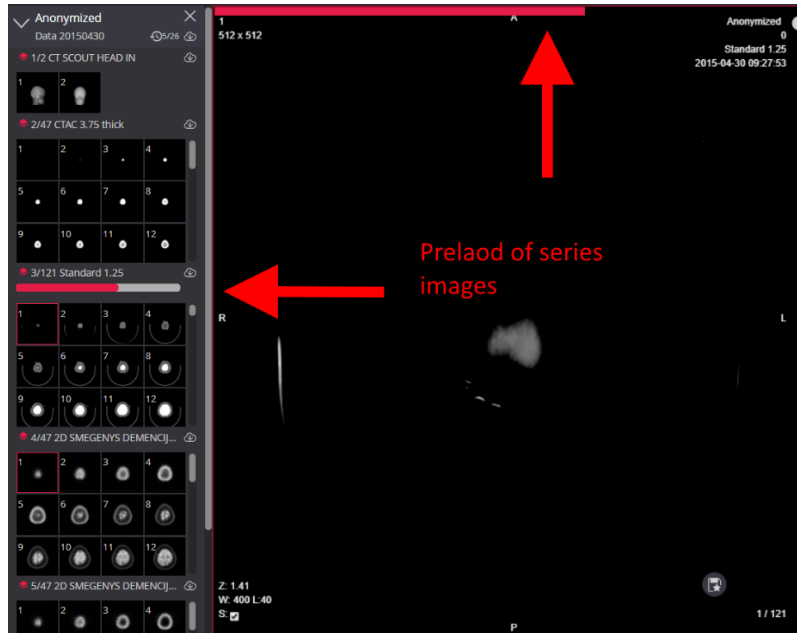 Anonymized
Data 20150430 5/26
1/2 CT SCOUT HEAD IN
1 2
2/47 CTAC 3.75 thick
1 2 3 4
5 6 7 8
9 10 11 12
3/121 Standard 1.25
1 2 3 4
5 6 7 8
9 10 11 12
4/47 2D SMEGENYS DEMENCIJ...
1 2 3 4
5 6 7 8
9 10 11 12
5/47 2D SMEGENYS DEMENCIJ...
1 2 3 4
1
512 x 512
A
Anonymized
0
Standard 1.25
2015-04-30 09:27:53
Prelaod of series
images
R
L
Z: 1.41
W: 400 L:40
S:
P
1 / 121